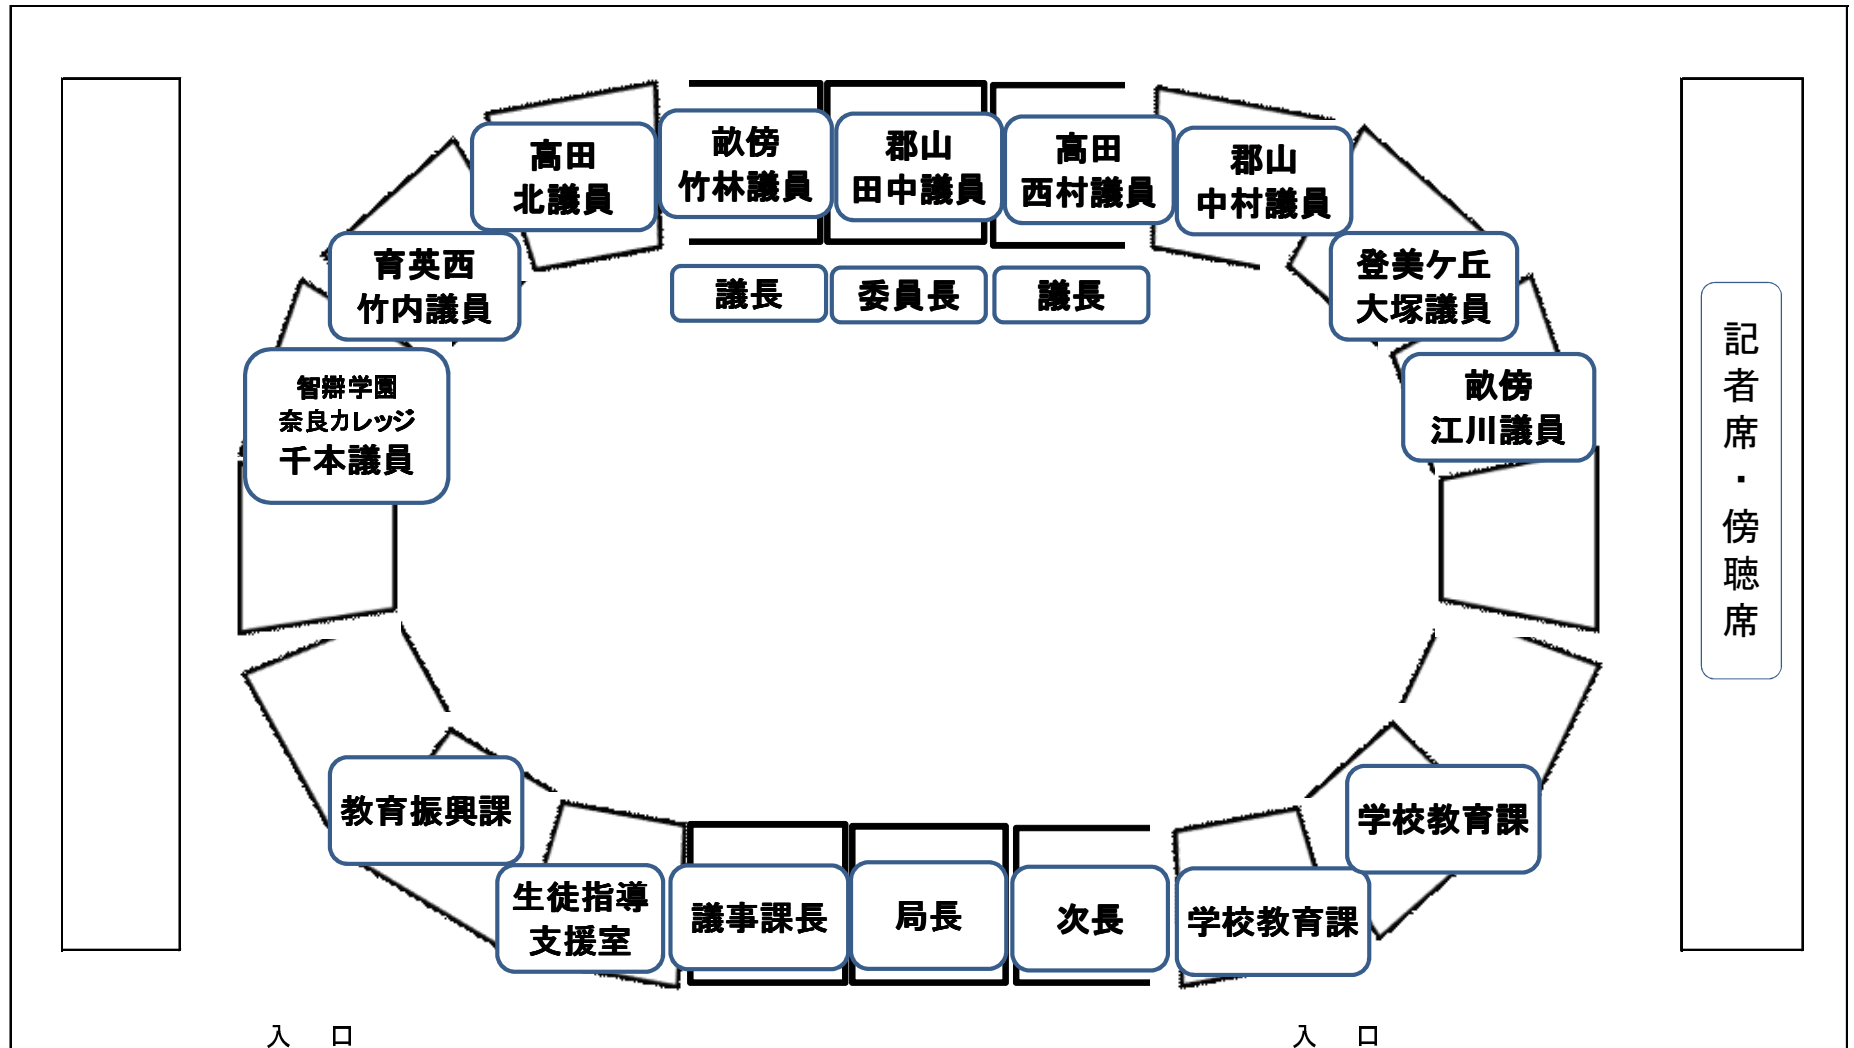 高田
北議員
畝傍
竹林議員
郡山
田中議員
高田
西村議員
郡山
中村議員
育英西
竹内議員
議長
委員長
議長
登美ケ丘
大塚議員
智辯学園
奈良カレッジ
千本議員
畝傍
江川議員
記者席・傍聴席
教育振興課
学校教育課
生徒指導
支援室
議事課長
局長
次長
学校教育課
入 口
入 口